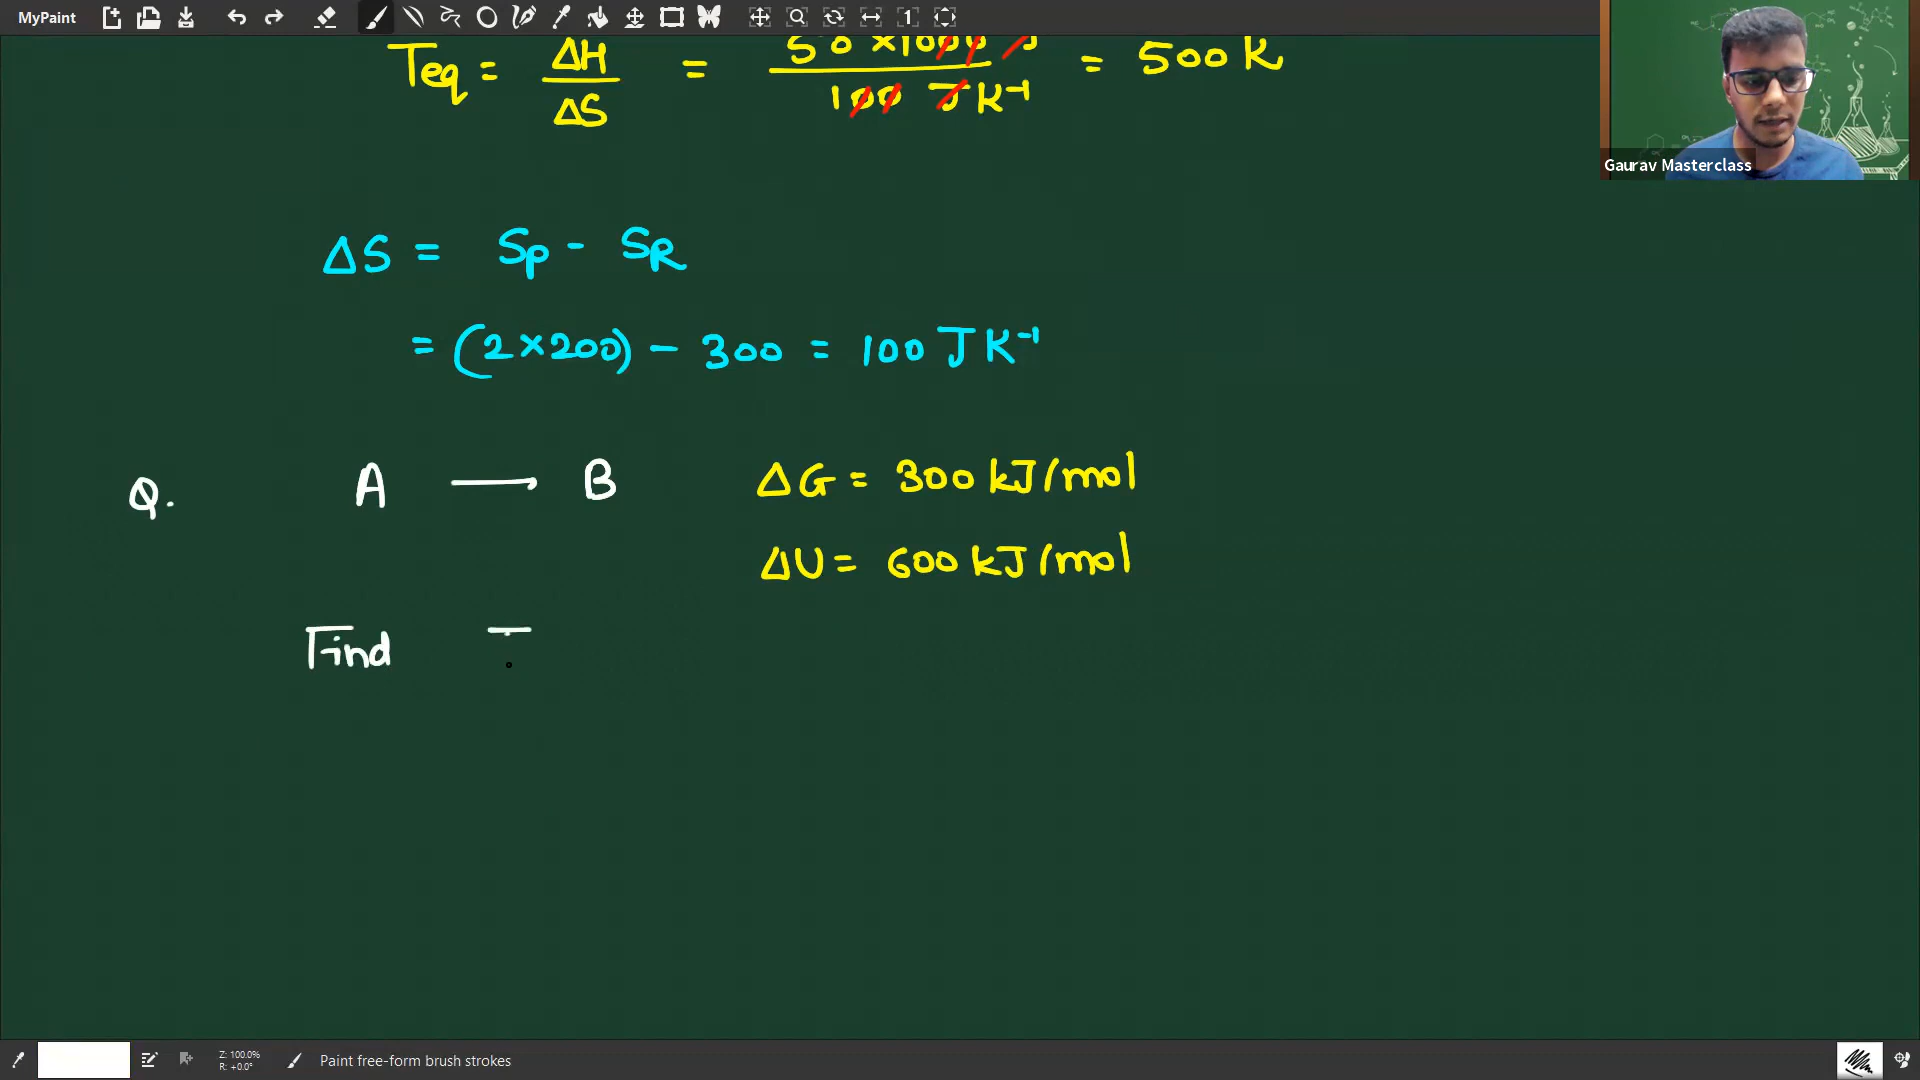 MyPaint
Teq = ΔH/ΔS = 50×1000 J/100 J K⁻¹ = 500 K
Gaurav Masterclass
ΔS = Sp - SR
= (2×200) - 300 = 100 J K⁻¹
Q. A → B ΔG = 300 kJ/mol
ΔU = 600 kJ/mol
Find T
Z: 100.0%
R: +0.0°
Paint free-form brush strokes